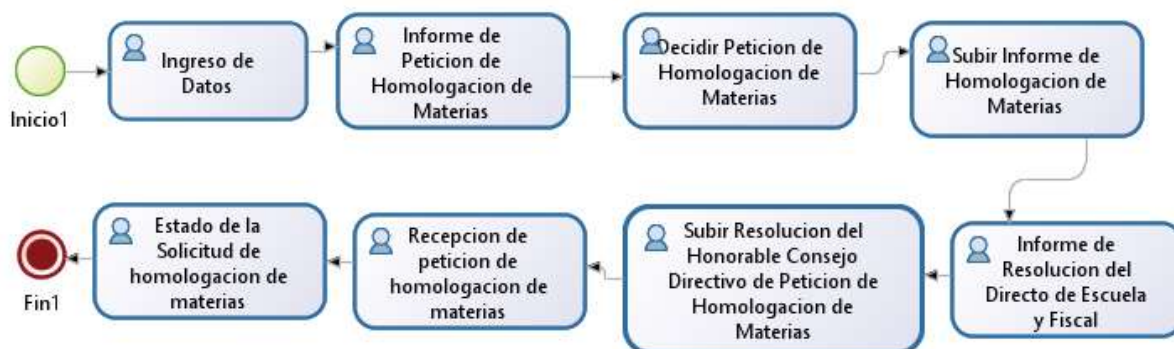 Inicio1
Ingreso de
Datos
Informe de
Peticion de
Homologacion de
Materias
Decidir Peticion de
Homologacion de
Materias
Subir Informe de
Homologacion de
Materias
Informe de
Resolucion del
Directo de Escuela
y Fiscal
Subir Resolucion del
Honorable Consejo
Directivo de Peticion de
Homologacion de
Materias
Recepcion de
peticion de
homologacion de
materias
Estado de la
Solicitud de
homologacion de
materias
Fin1